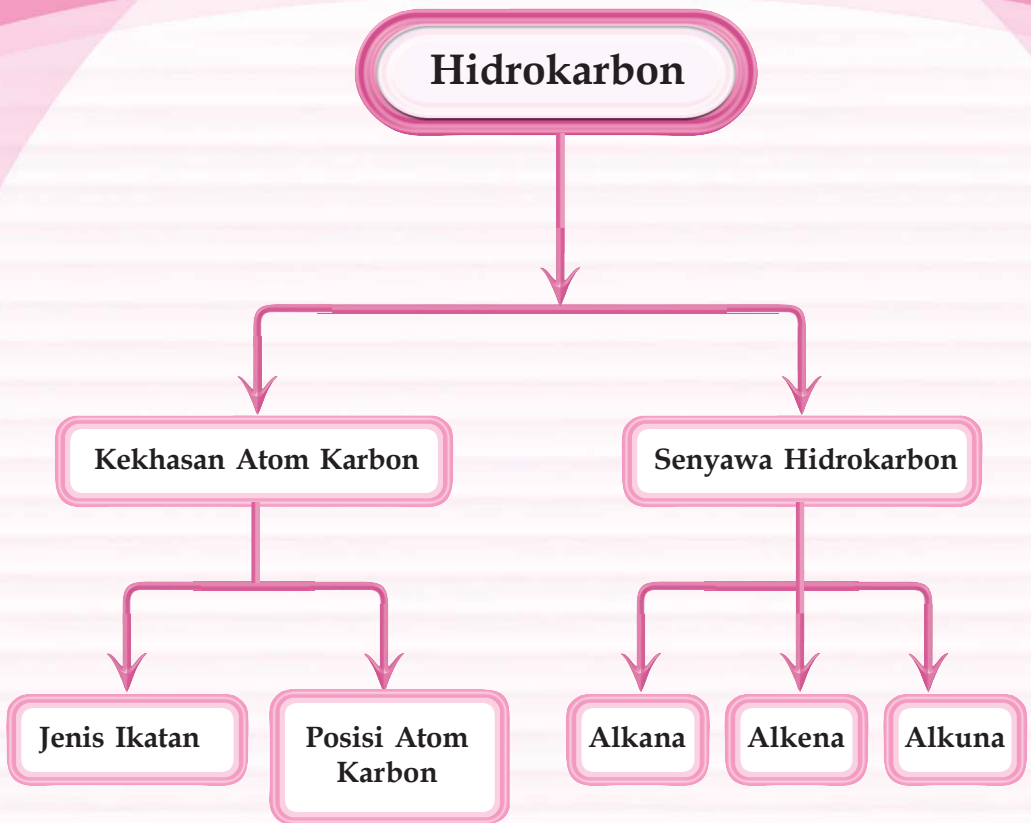 Hidrokarbon
Kekhasan Atom Karbon
Senyawa Hidrokarbon
Jenis Ikatan
Posisi Atom
Karbon
Alkana
Alkena
Alkuna